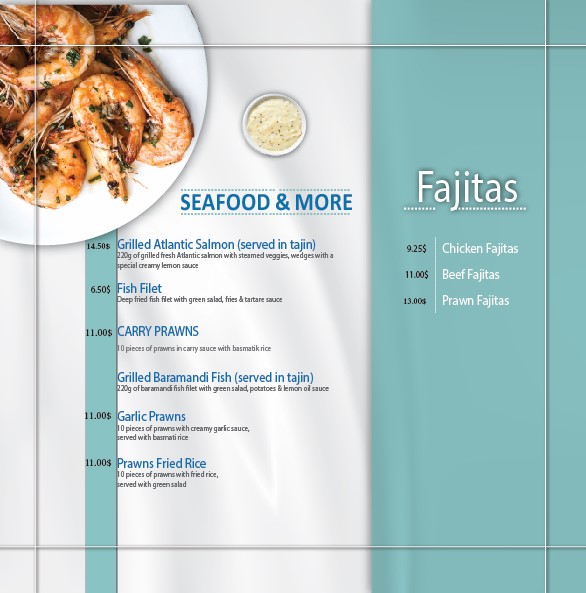 SEAFOOD & MORE
14.50$ Grilled Atlantic Salmon (served in tajin)
220g of grilled fresh Atlantic salmon with steamed veggies, wedges with a
special creamy lemon sauce
6.50$ Fish Filet
Deep fried fish filet with green salad, fries & tartare sauce
11.00$ CARRY PRAWNS
10 pieces of prawns in carry sauce with basmatik rice
Grilled Baramandi Fish (served in tajin)
220g of baramandi fish filet with green salad, potatoes & lemon oil sauce
11.00$ Garlic Prawns
10 pieces of prawns with creamy garlic sauce,
served with basmati rice
11.00$ Prawns Fried Rice
10 pieces of prawns with fried rice,
served with green salad
Fajitas
9.25$ Chicken Fajitas
11.00$ Beef Fajitas
13.00$ Prawn Fajitas